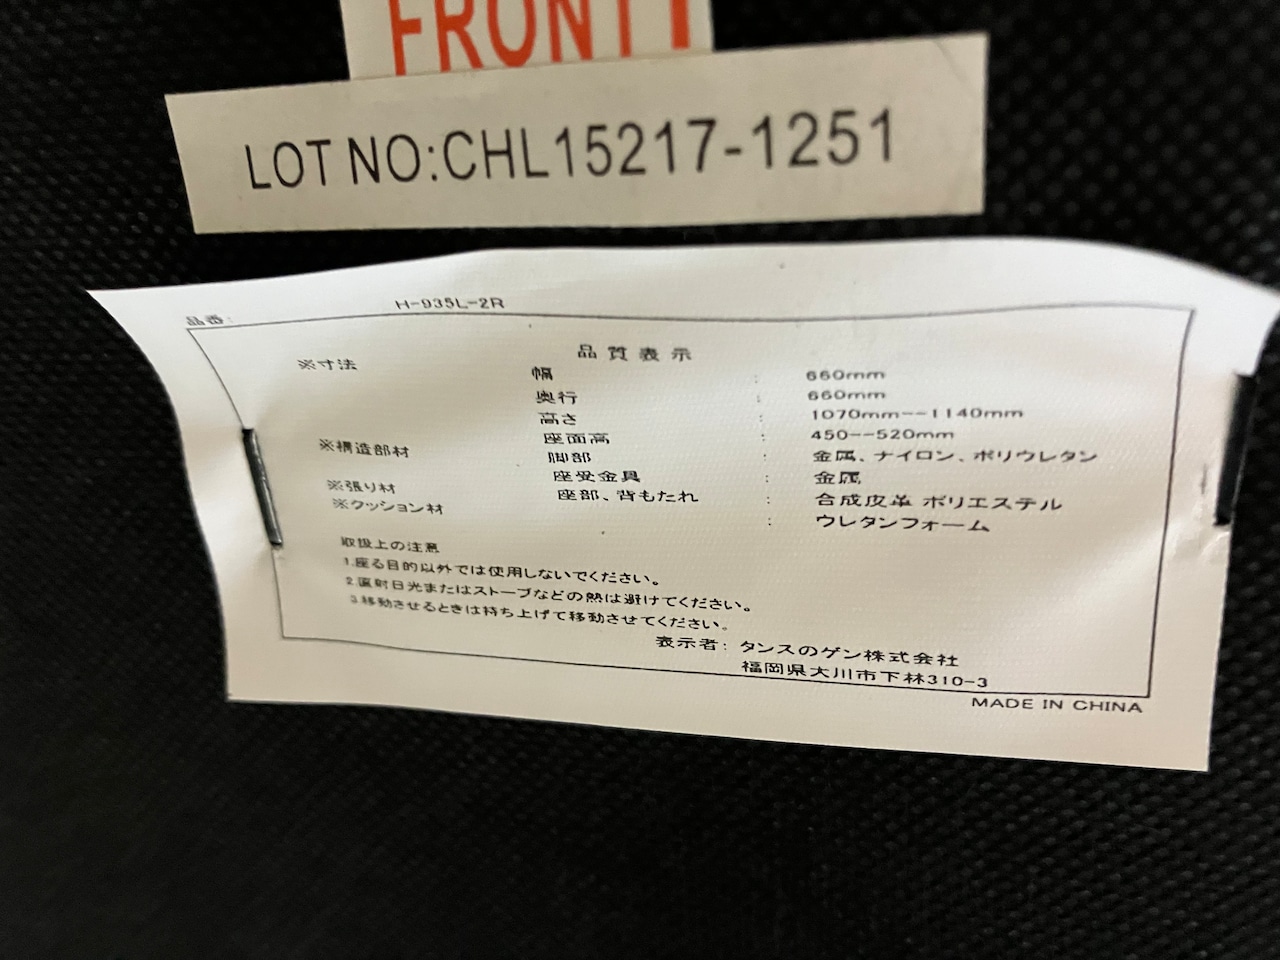 FRONT
LOT NO:CHL15217-1251
品番: H-935L-2R
品質表示
※寸法 幅 : 660mm
奥行 : 660mm
高さ : 1070mm--1140mm
座面高 : 450--520mm
※構造部材 脚部 : 金属、ナイロン、ポリウレタン
座受金具 : 金属
※張り材 座部、背もたれ : 合成皮革 ポリエステル
※クッション材 : ウレタンフォーム
取扱上の注意
1.座る目的以外では使用しないでください。
2.直射日光またはストーブなどの熱は避けてください。
3.移動させるときは持ち上げて移動させてください。
表示者: タンスのゲン株式会社
福岡県大川市下林310-3
MADE IN CHINA